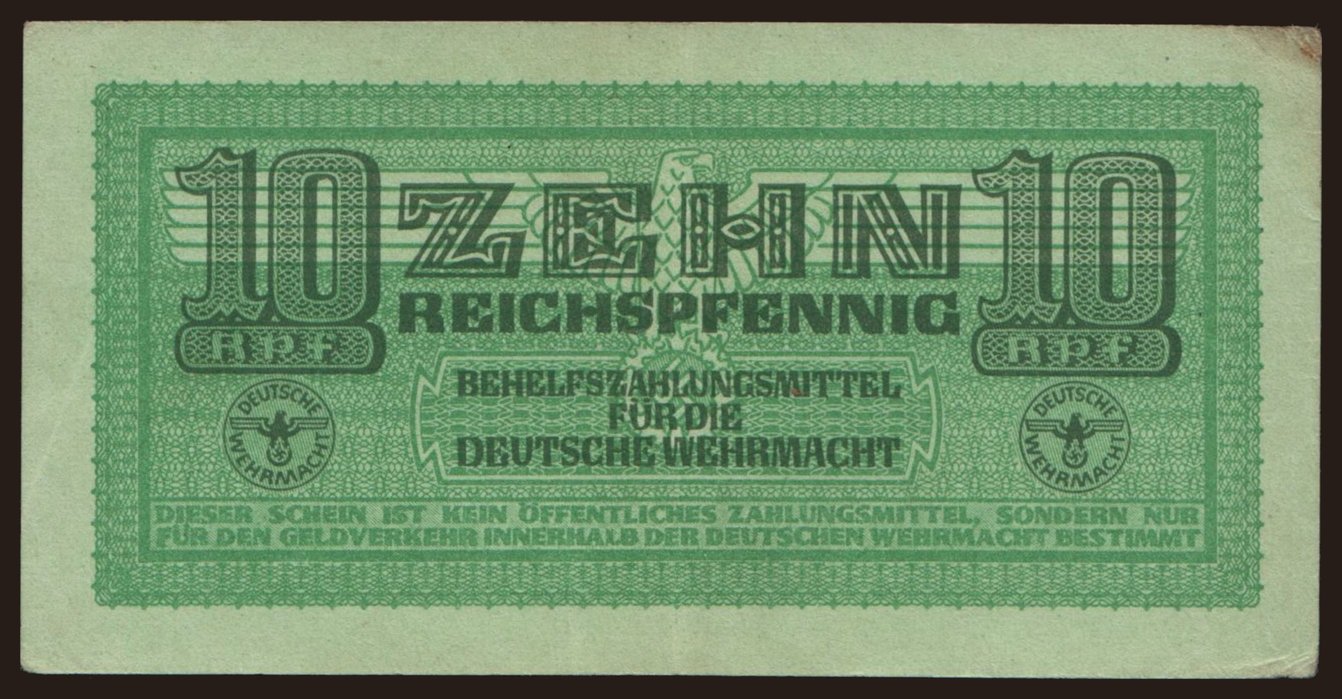 10 ZEHN 10
REICHSPFENNIG
Rpf Rpf
BEHELFSZAHLUNGSMITTEL
FÜR DIE
DEUTSCHE WEHRMACHT
DEUTSCHE WEHRMACHT
DEUTSCHE WEHRMACHT
DIESER SCHEIN IST KEIN ÖFFENTLICHES ZAHLUNGSMITTEL, SONDERN NUR
FÜR DEN GELDVERKEHR INNERHALB DER DEUTSCHEN WEHRMACHT BESTIMMT